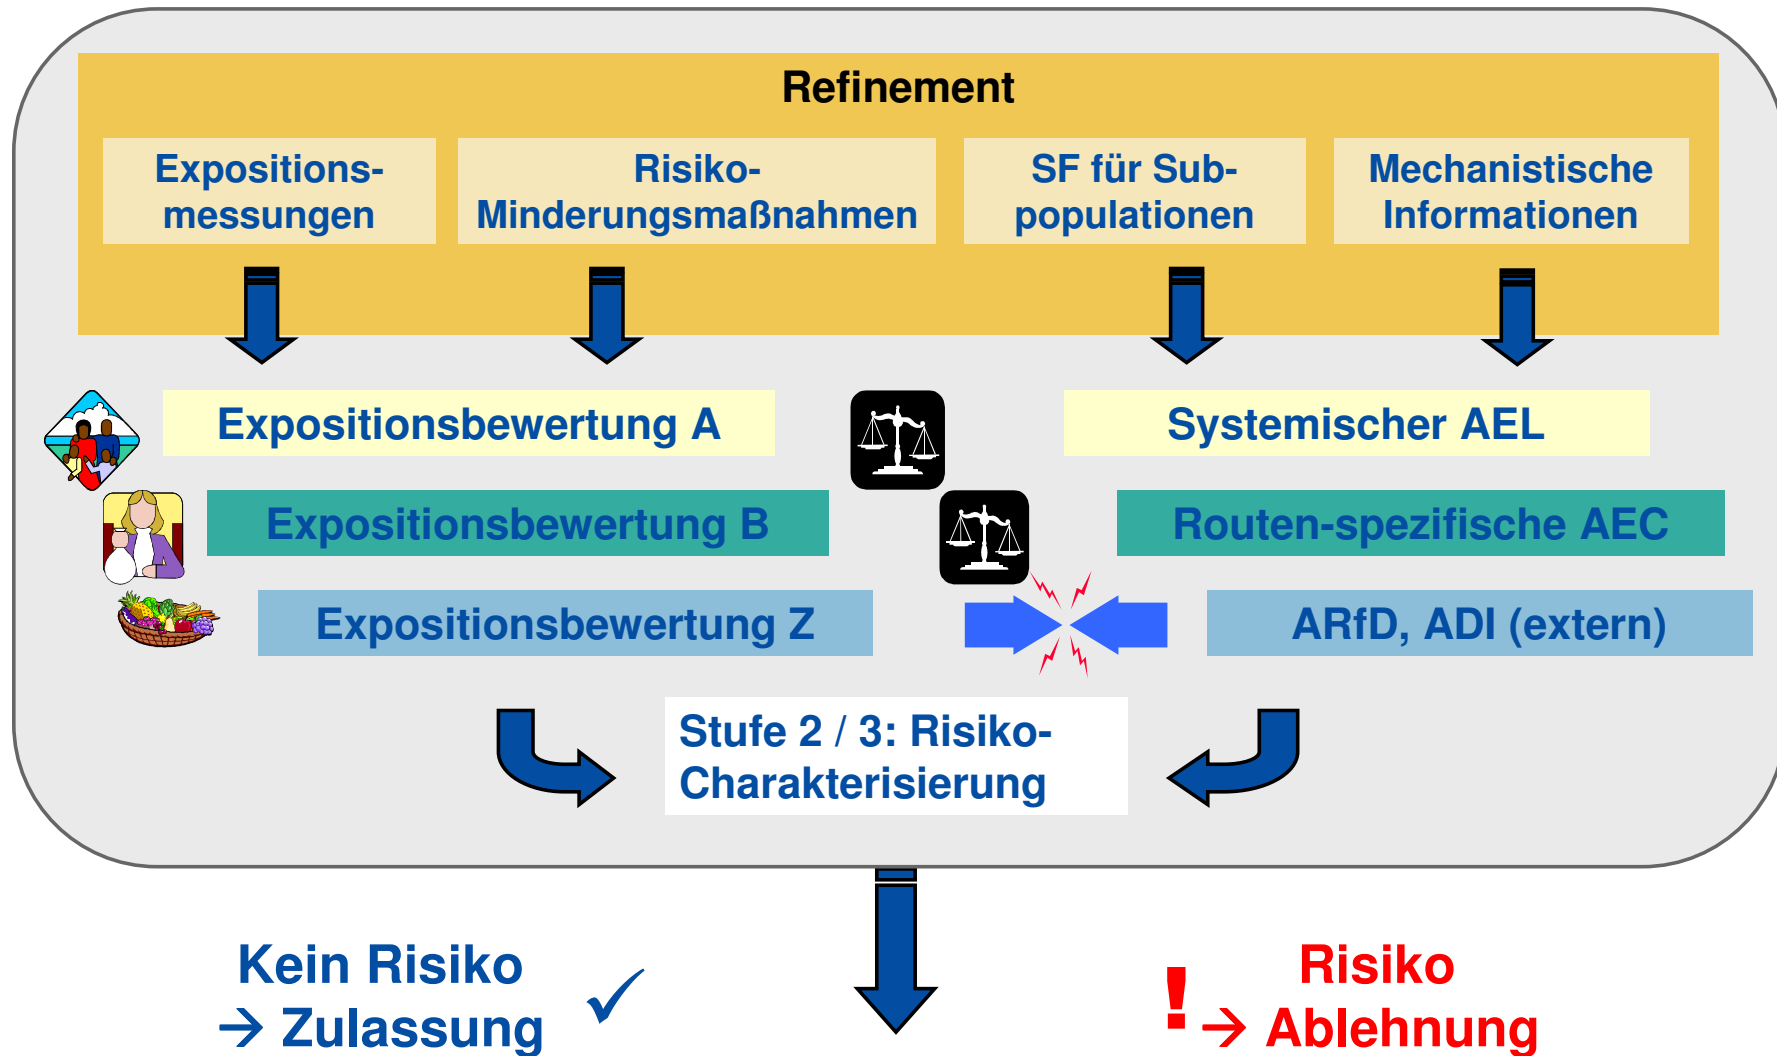 Refinement
Expositions-
messungen
Risiko-
Minderungsmaßnahmen
SF für Sub-
populationen
Mechanistische
Informationen
Expositionsbewertung A
Systemischer AEL
Expositionsbewertung B
Routen-spezifische AEC
Expositionsbewertung Z
ARfD, ADI (extern)
Stufe 2 / 3: Risiko-
Charakterisierung
Kein Risiko
→ Zulassung ✓
! Risiko
→ Ablehnung